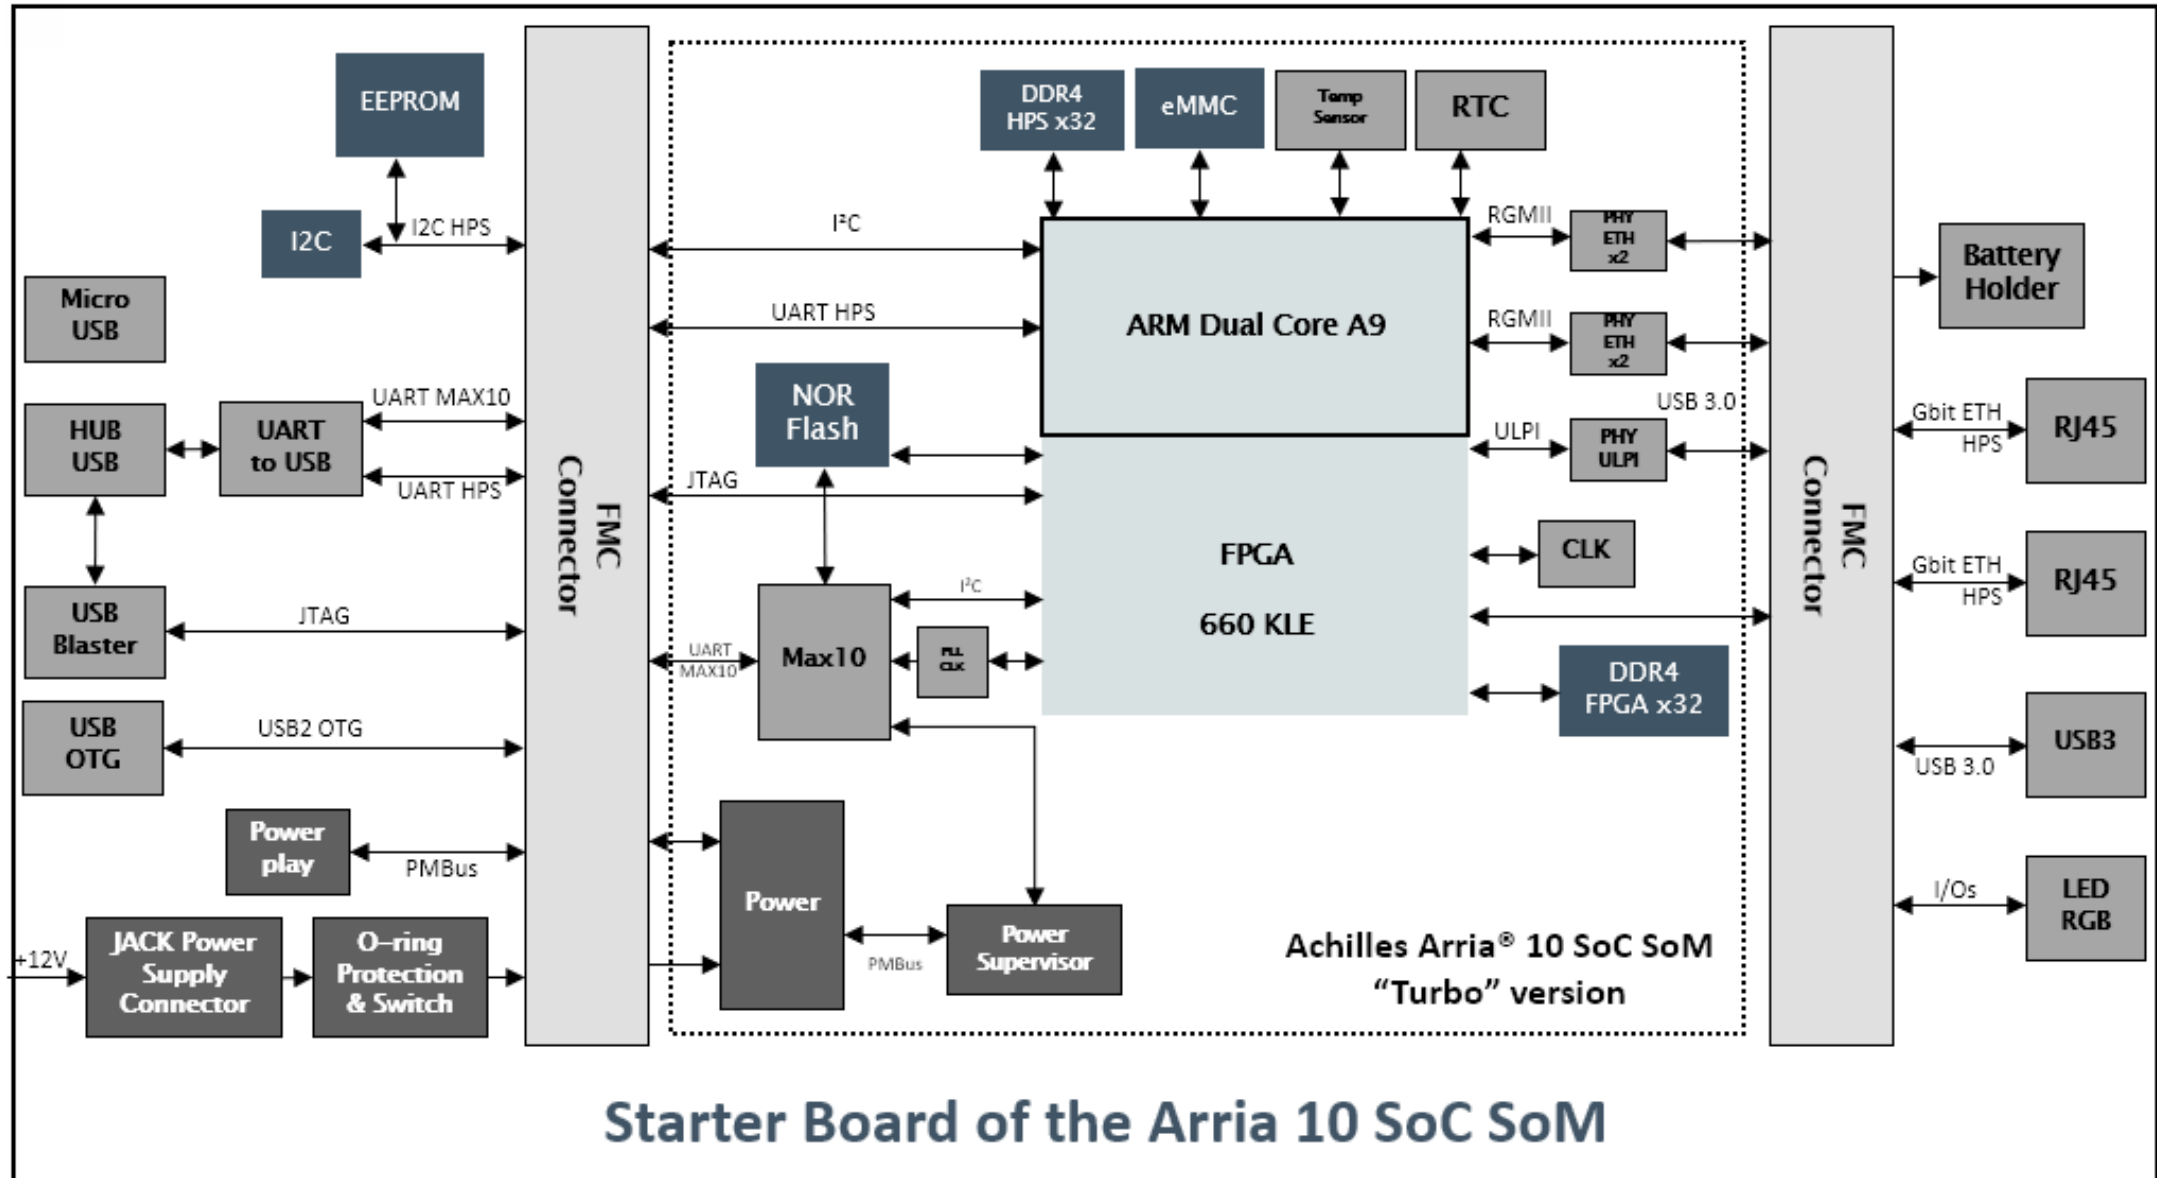 EEPROM
I2C
I2C HPS
Micro
USB
HUB
USB
UART
to USB
UART MAX10
UART HPS
USB
Blaster
JTAG
USB
OTG
USB2 OTG
Power
play
PMBus
+12V
JACK Power
Supply
Connector
O-ring
Protection
& Switch
FMC
Connector
DDR4
HPS x32
eMMC
Temp
Sensor
RTC
I²C
UART HPS
ARM Dual Core A9
RGMII
PHY
ETH
x2
RGMII
PHY
ETH
x2
USB 3.0
ULPI
PHY
ULPI
NOR
Flash
JTAG
FPGA
660 KLE
CLK
I²C
UART
MAX10
Max10
PLL
CLK
DDR4
FPGA x32
Power
PMBus
Power
Supervisor
Achilles Arria® 10 SoC SoM
“Turbo” version
FMC
Connector
Battery
Holder
Gbit ETH
HPS
RJ45
Gbit ETH
HPS
RJ45
USB 3.0
USB3
I/Os
LED
RGB
Starter Board of the Arria 10 SoC SoM